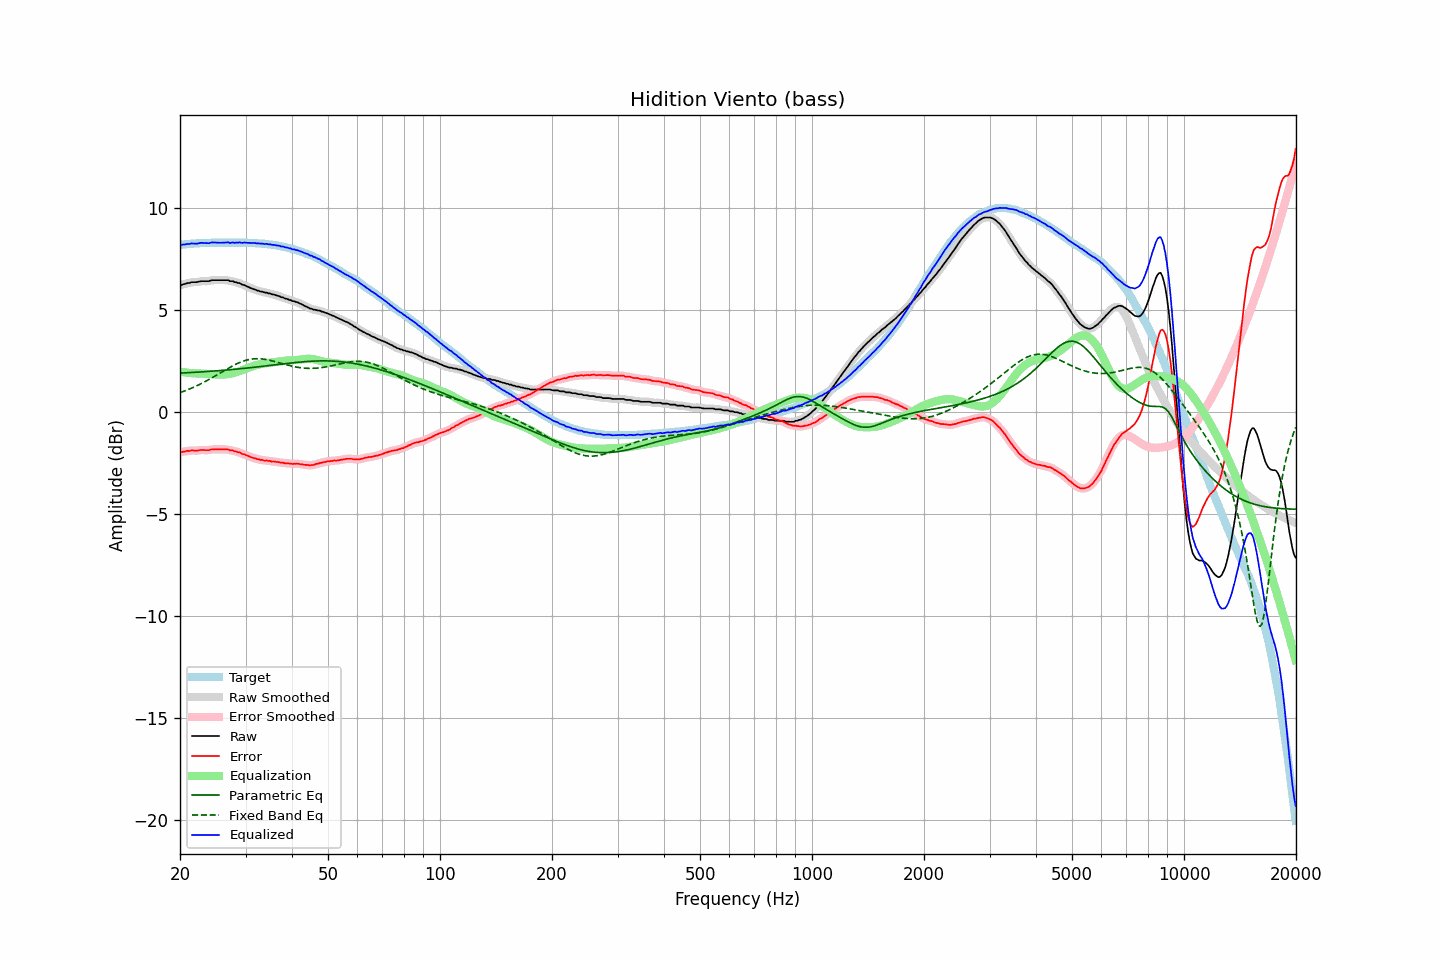 Hidition Viento (bass)
Amplitude (dBr)
10
5
0
−5
−10
−15
−20
Target
Raw Smoothed
Error Smoothed
Raw
Error
Equalization
Parametric Eq
Fixed Band Eq
Equalized
20 50 100 200 500 1000 2000 5000 10000 20000
Frequency (Hz)